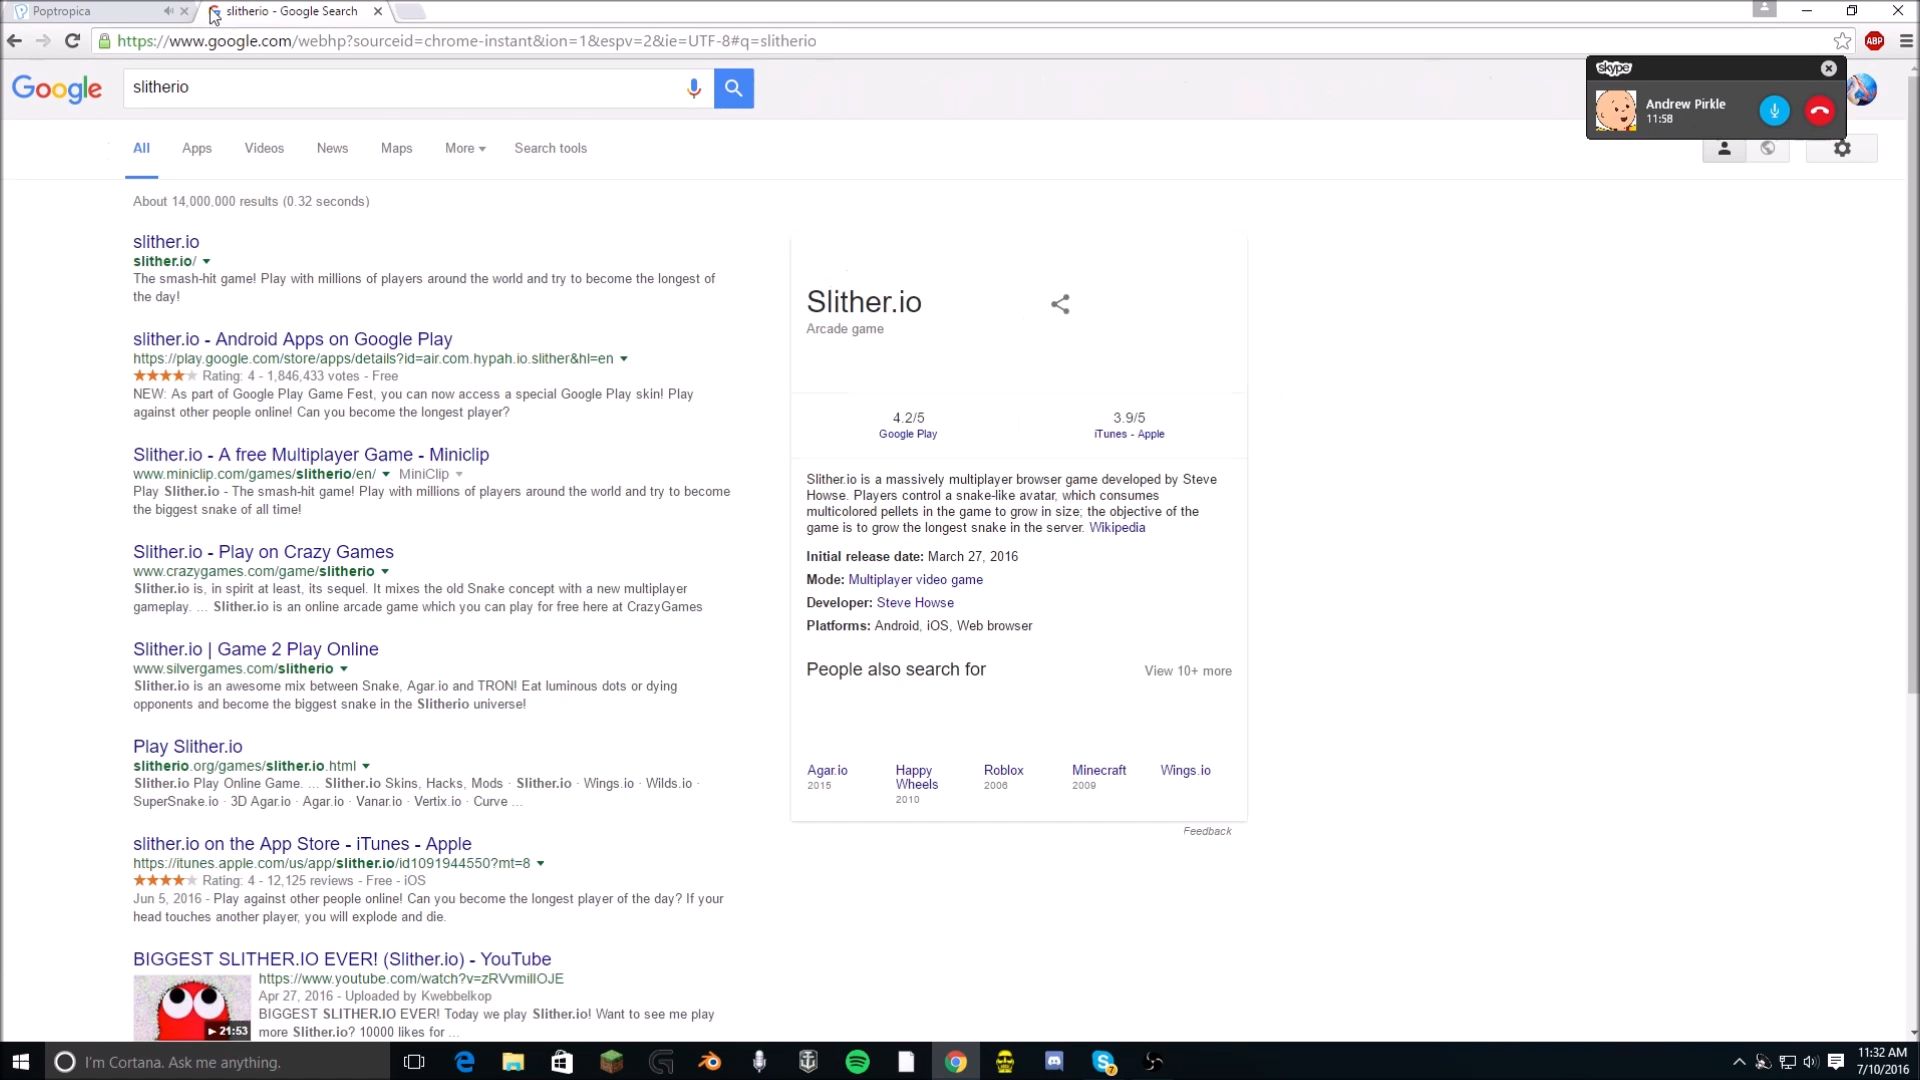 Poptropica
slitherio - Google Search
https://www.google.com/webhp?sourceid=chrome-instant&ion=1&espv=2&ie=UTF-8#q=slitherio
ABP
skype
Andrew Pirkle
11:58
Google
slitherio
All
Apps
Videos
News
Maps
More
Search tools
About 14,000,000 results (0.32 seconds)
slither.io
slither.io/
The smash-hit game! Play with millions of players around the world and try to become the longest of
the day!
slither.io - Android Apps on Google Play
https://play.google.com/store/apps/details?id=air.com.hypah.io.slither&hl=en
Rating: 4 - 1,846,433 votes - Free
NEW: As part of Google Play Game Fest, you can now access a special Google Play skin! Play
against other people online! Can you become the longest player?
Slither.io - A free Multiplayer Game - Miniclip
www.miniclip.com/games/slitherio/en/ MiniClip
Play Slither.io - The smash-hit game! Play with millions of players around the world and try to become
the biggest snake of all time!
Slither.io - Play on Crazy Games
www.crazygames.com/game/slitherio
Slither.io is, in spirit at least, its sequel. It mixes the old Snake concept with a new multiplayer
gameplay. ... Slither.io is an online arcade game which you can play for free here at CrazyGames
Slither.io | Game 2 Play Online
www.silvergames.com/slitherio
Slither.io is an awesome mix between Snake, Agar.io and TRON! Eat luminous dots or dying
opponents and become the biggest snake in the Slitherio universe!
Play Slither.io
slitherio.org/games/slither.io.html
Slither.io Play Online Game. ... Slither.io Skins, Hacks, Mods · Slither.io · Wings.io · Wilds.io ·
SuperSnake.io · 3D Agar.io · Agar.io · Vanar.io · Vertix.io · Curve ...
slither.io on the App Store - iTunes - Apple
https://itunes.apple.com/us/app/slither.io/id1091944550?mt=8
Rating: 4 - 12,125 reviews - Free - iOS
Jun 5, 2016 - Play against other people online! Can you become the longest player of the day? If your
head touches another player, you will explode and die.
BIGGEST SLITHER.IO EVER! (Slither.io) - YouTube
https://www.youtube.com/watch?v=zRVvmiIlOJE
Apr 27, 2016 - Uploaded by Kwebbelkop
BIGGEST SLITHER.IO EVER! Today we play Slither.io! Want to see me play
more Slither.io? 10000 likes for ...
21:53
Slither.io
Arcade game
4.2/5
Google Play
3.9/5
iTunes - Apple
Slither.io is a massively multiplayer browser game developed by Steve
Howse. Players control a snake-like avatar, which consumes
multicolored pellets in the game to grow in size; the objective of the
game is to grow the longest snake in the server. Wikipedia
Initial release date: March 27, 2016
Mode: Multiplayer video game
Developer: Steve Howse
Platforms: Android, iOS, Web browser
People also search for
View 10+ more
Agar.io
2015
Happy
Wheels
2010
Roblox
2006
Minecraft
2009
Wings.io
Feedback
I'm Cortana. Ask me anything.
7
11:32 AM
7/10/2016